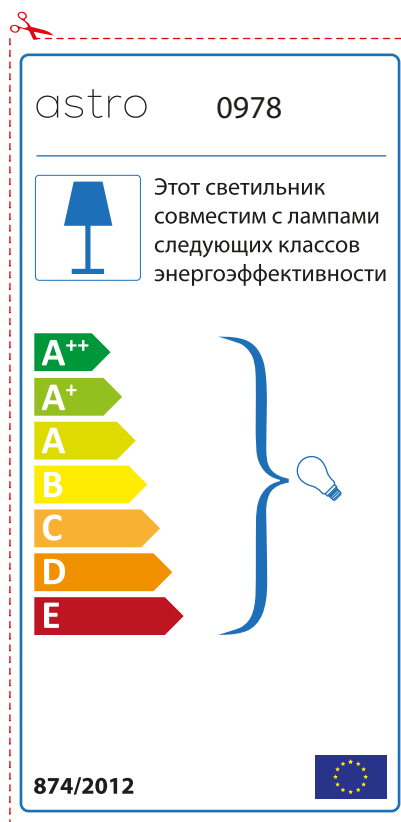 astro 0978
Этот светильник
совместим с лампами
следующих классов
энергоэффективности
A++
A+
A
B
C
D
E
874/2012